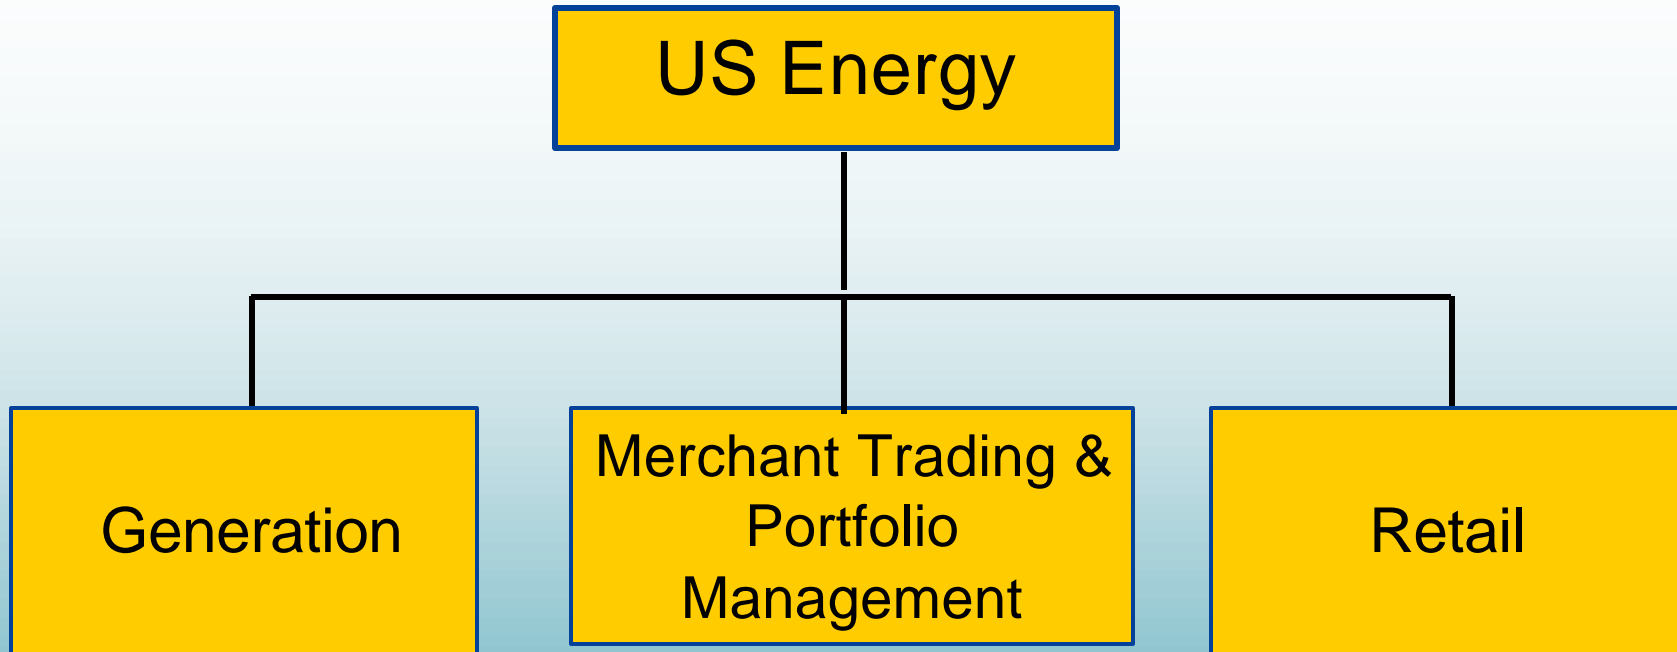 US Energy
Generation
Merchant Trading &
Portfolio
Management
Retail